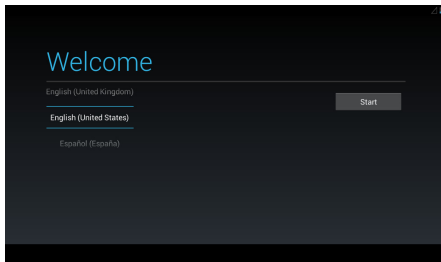 Welcome
English (United Kingdom)
English (United States)
Start
Español (España)